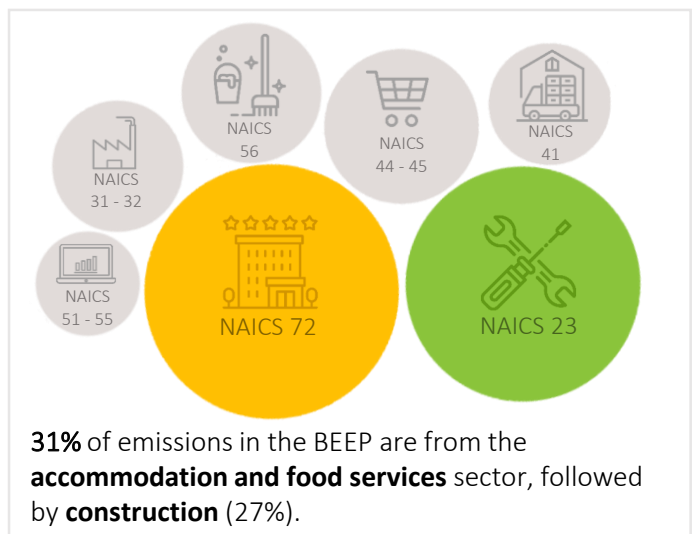 NAICS
56
NAICS
44 - 45
NAICS
41
NAICS
31 - 32
NAICS
51 - 55
NAICS 72
NAICS 23
31% of emissions in the BEEP are from the
accommodation and food services sector, followed
by construction (27%).